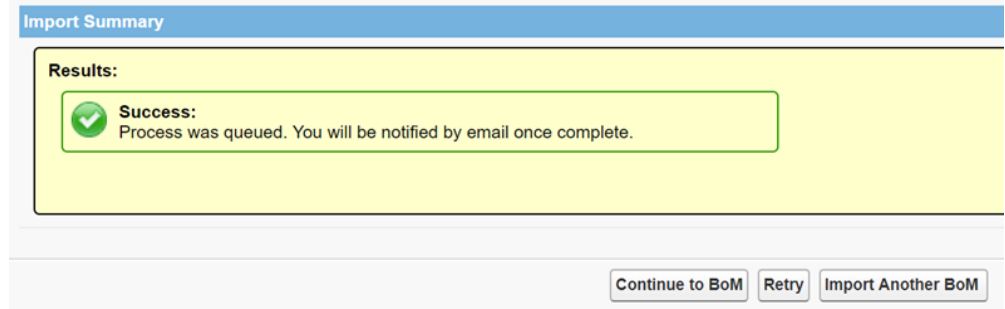 Import Summary
Results:
Success:
Process was queued. You will be notified by email once complete.
Continue to BoM Retry Import Another BoM